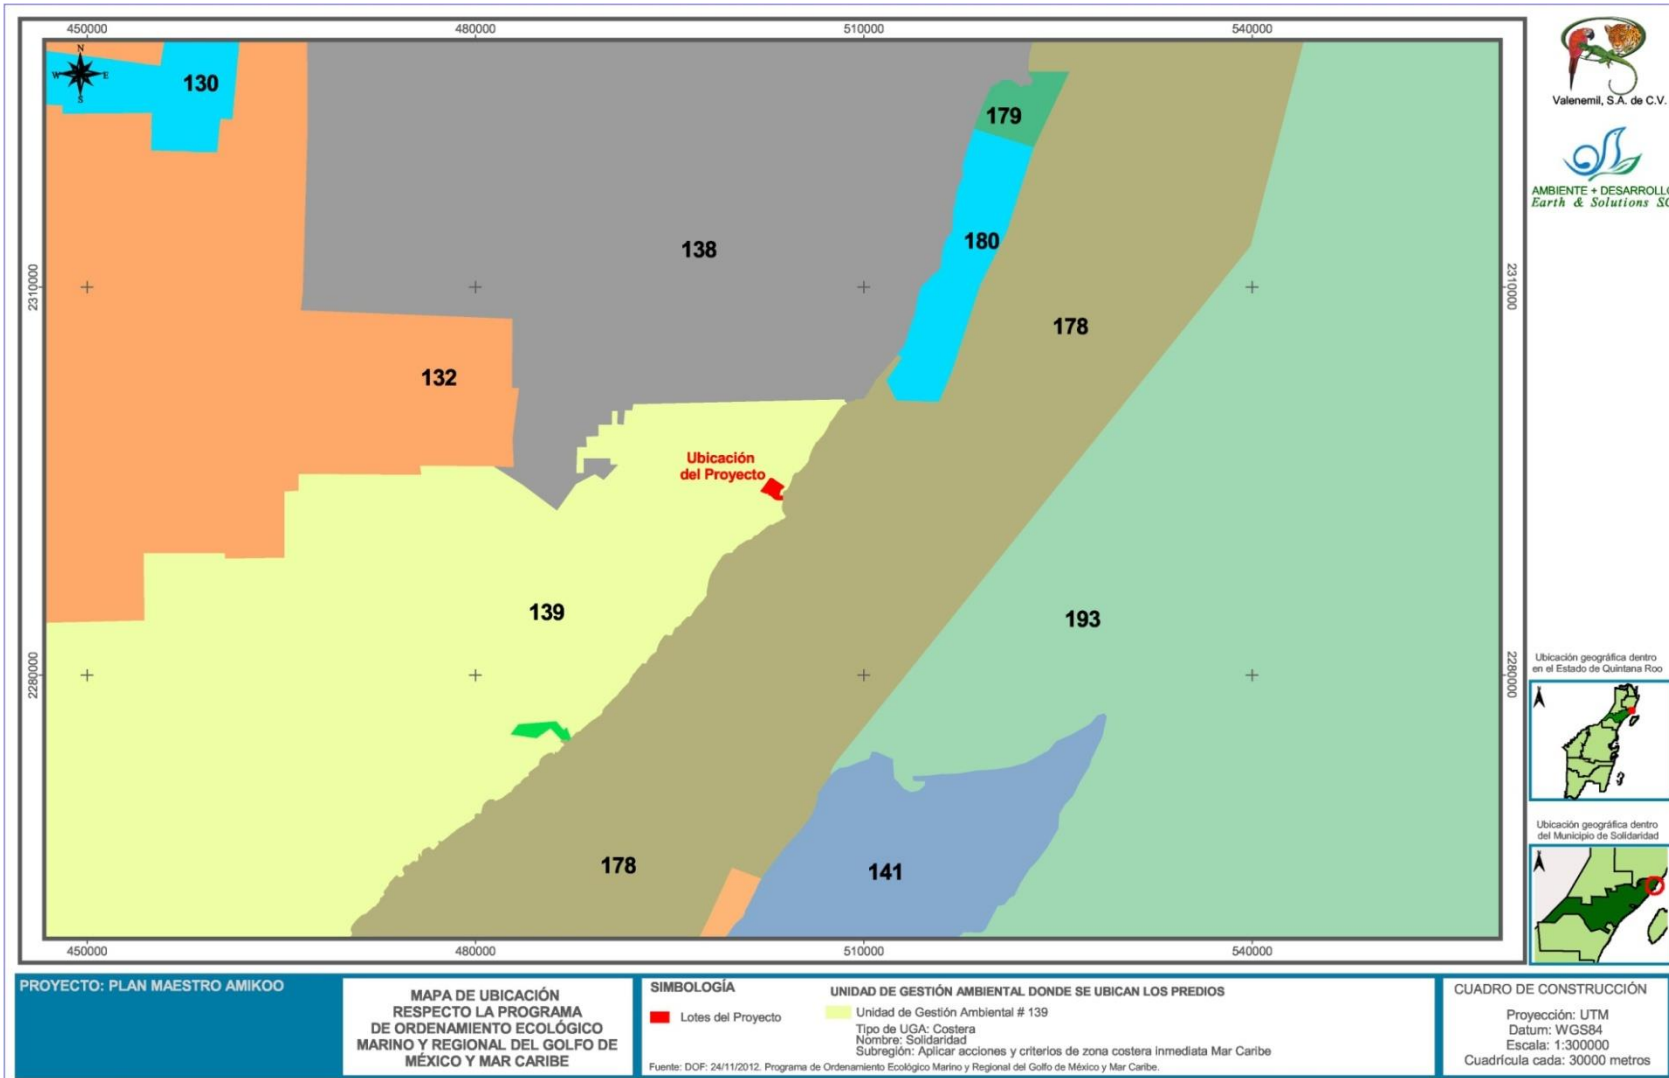 450000
480000
510000
540000
N
W
E
S
130
179
138
180
2310000
2310000
178
132
Ubicación
del Proyecto
139
193
2280000
2280000
178
141
450000
480000
510000
540000
Valenemil, S.A. de C.V.
AMBIENTE + DESARROLLO
Earth & Solutions
Ubicación geográfica dentro
en el Estado de Quintana Roo
Ubicación geográfica dentro
del Municipio de Solidaridad
PROYECTO: PLAN MAESTRO AMIKOO
MAPA DE UBICACIÓN
RESPECTO LA PROGRAMA
DE ORDENAMIENTO ECOLÓGICO
MARINO Y REGIONAL DEL GOLFO DE
MÉXICO Y MAR CARIBE
SIMBOLOGÍA
Lotes del Proyecto
UNIDAD DE GESTIÓN AMBIENTAL DONDE SE UBICAN LOS PREDIOS
Unidad de Gestión Ambiental # 139
Tipo de UGA: Costera
Nombre: Solidaridad
Subregión: Aplicar acciones y criterios de zona costera inmediata Mar Caribe
Fuente: DOF: 24/11/2012. Programa de Ordenamiento Ecológico Marino y Regional del Golfo de México y Mar Caribe.
CUADRO DE CONSTRUCCIÓN
Proyección: UTM
Datum: WGS84
Escala: 1:300000
Cuadrícula cada: 30000 metros